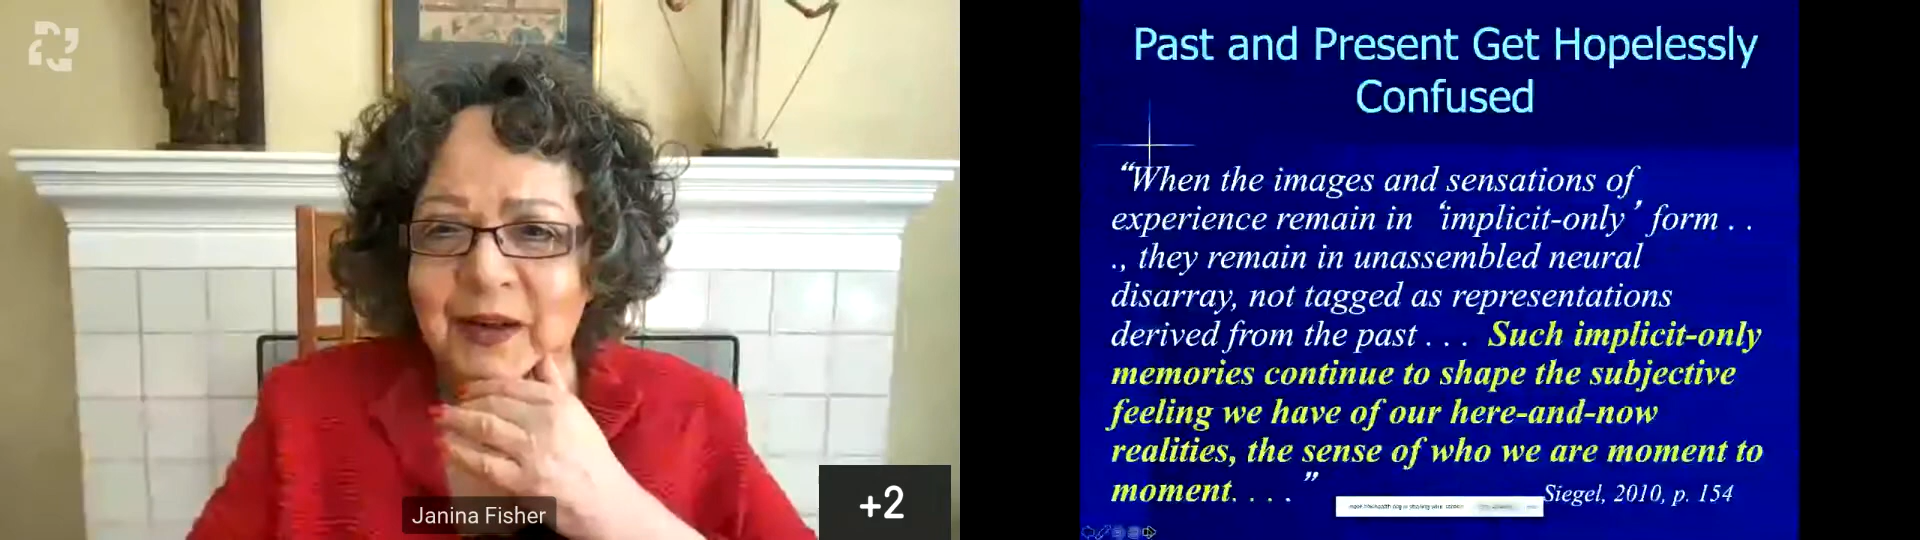 Janina Fisher
+2
Past and Present Get Hopelessly
Confused
“When the images and sensations of
experience remain in ‘implicit-only’ form . .
., they remain in unassembled neural
disarray, not tagged as representations
derived from the past . . . Such implicit-only
memories continue to shape the subjective
feeling we have of our here-and-now
realities, the sense of who we are moment to
moment. . . . ”
Siegel, 2010, p. 154